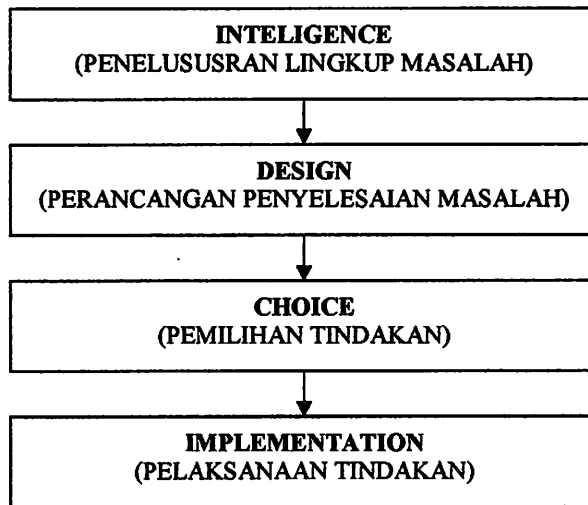 INTELIGENCE
(PENELUSUSRAN LINGKUP MASALAH)
DESIGN
(PERANCANGAN PENYELESAIAN MASALAH)
CHOICE
(PEMILIHAN TINDAKAN)
IMPLEMENTATION
(PELAKSANAAN TINDAKAN)